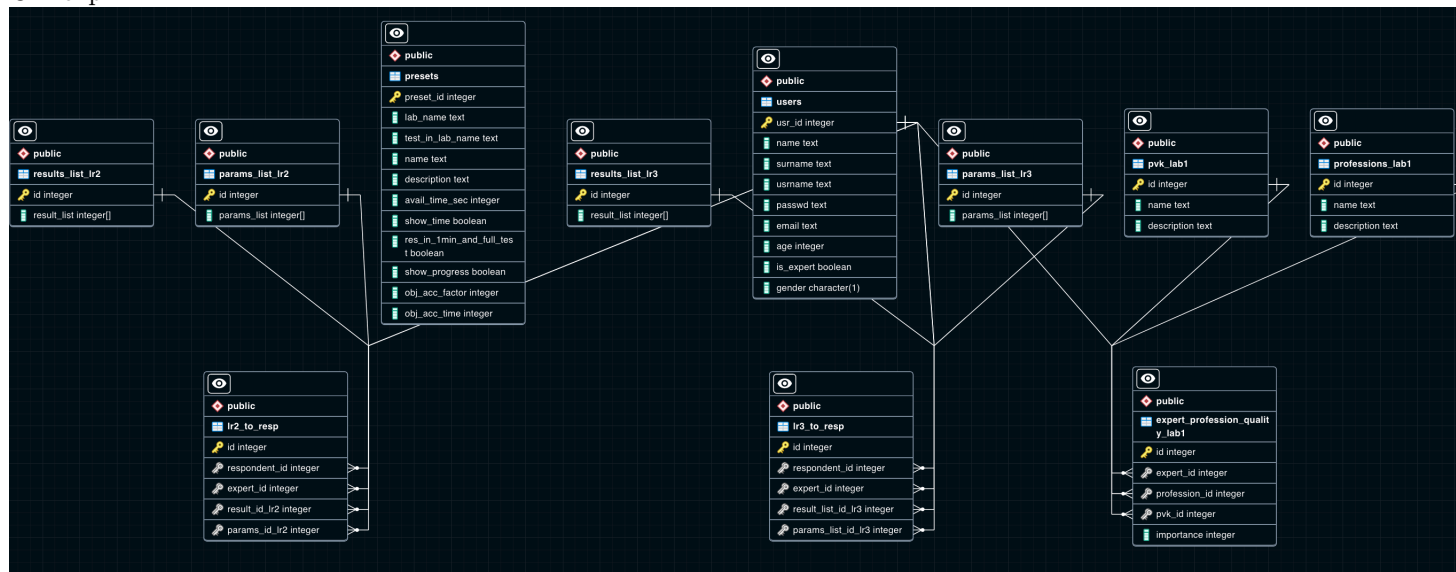 public
results_list_lr2
id integer
result_list integer[]
public
params_list_lr2
id integer
params_list integer[]
public
presets
preset_id integer
lab_name text
test_in_lab_name text
name text
description text
avail_time_sec integer
show_time boolean
res_in_1min_and_full_tes
t boolean
show_progress boolean
obj_acc_factor integer
obj_acc_time integer
public
results_list_lr3
id integer
result_list integer[]
public
users
usr_id integer
name text
surname text
usrname text
passwd text
email text
age integer
is_expert boolean
gender character(1)
public
params_list_lr3
id integer
params_list integer[]
public
pvk_lab1
id integer
name text
description text
public
professions_lab1
id integer
name text
description text
public
lr2_to_resp
id integer
respondent_id integer
expert_id integer
result_id_lr2 integer
params_id_lr2 integer
public
lr3_to_resp
id integer
respondent_id integer
expert_id integer
result_list_id_lr3 integer
params_list_id_lr3 integer
public
expert_profession_qualit
y_lab1
id integer
expert_id integer
profession_id integer
pvk_id integer
importance integer